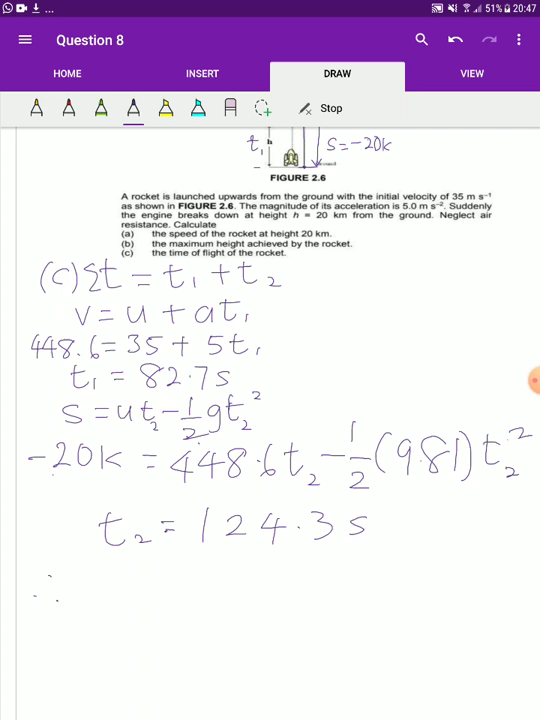 51% 20:47
Question 8
HOME INSERT DRAW VIEW
Stop
t₁ h S=-20k
FIGURE 2.6
A rocket is launched upwards from the ground with the initial velocity of 35 m s⁻¹
as shown in FIGURE 2.6. The magnitude of its acceleration is 5.0 m s⁻². Suddenly
the engine breaks down at height h = 20 km from the ground. Neglect air
resistance. Calculate
(a) the speed of the rocket at height 20 km.
(b) the maximum height achieved by the rocket.
(c) the time of flight of the rocket.
(c) Σt = t₁ + t₂
v = u + at₁
448.6 = 35 + 5t₁
t₁ = 82.7s
s = ut₂ - 1/2 gt₂²
-20k = 448.6t₂ - 1/2 (9.81) t₂²
t₂ = 124.3 s
∴